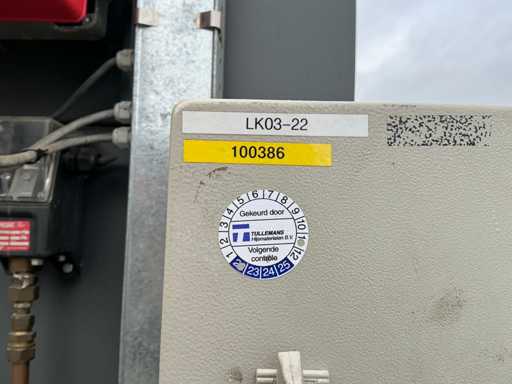 LK03-22
100386
1 2 3 4 5 6 7 8 9 10 11 12
Gekeurd door
TULLEMANS
Hijsmaterialen B.V.
Volgende
controle
23 24 25